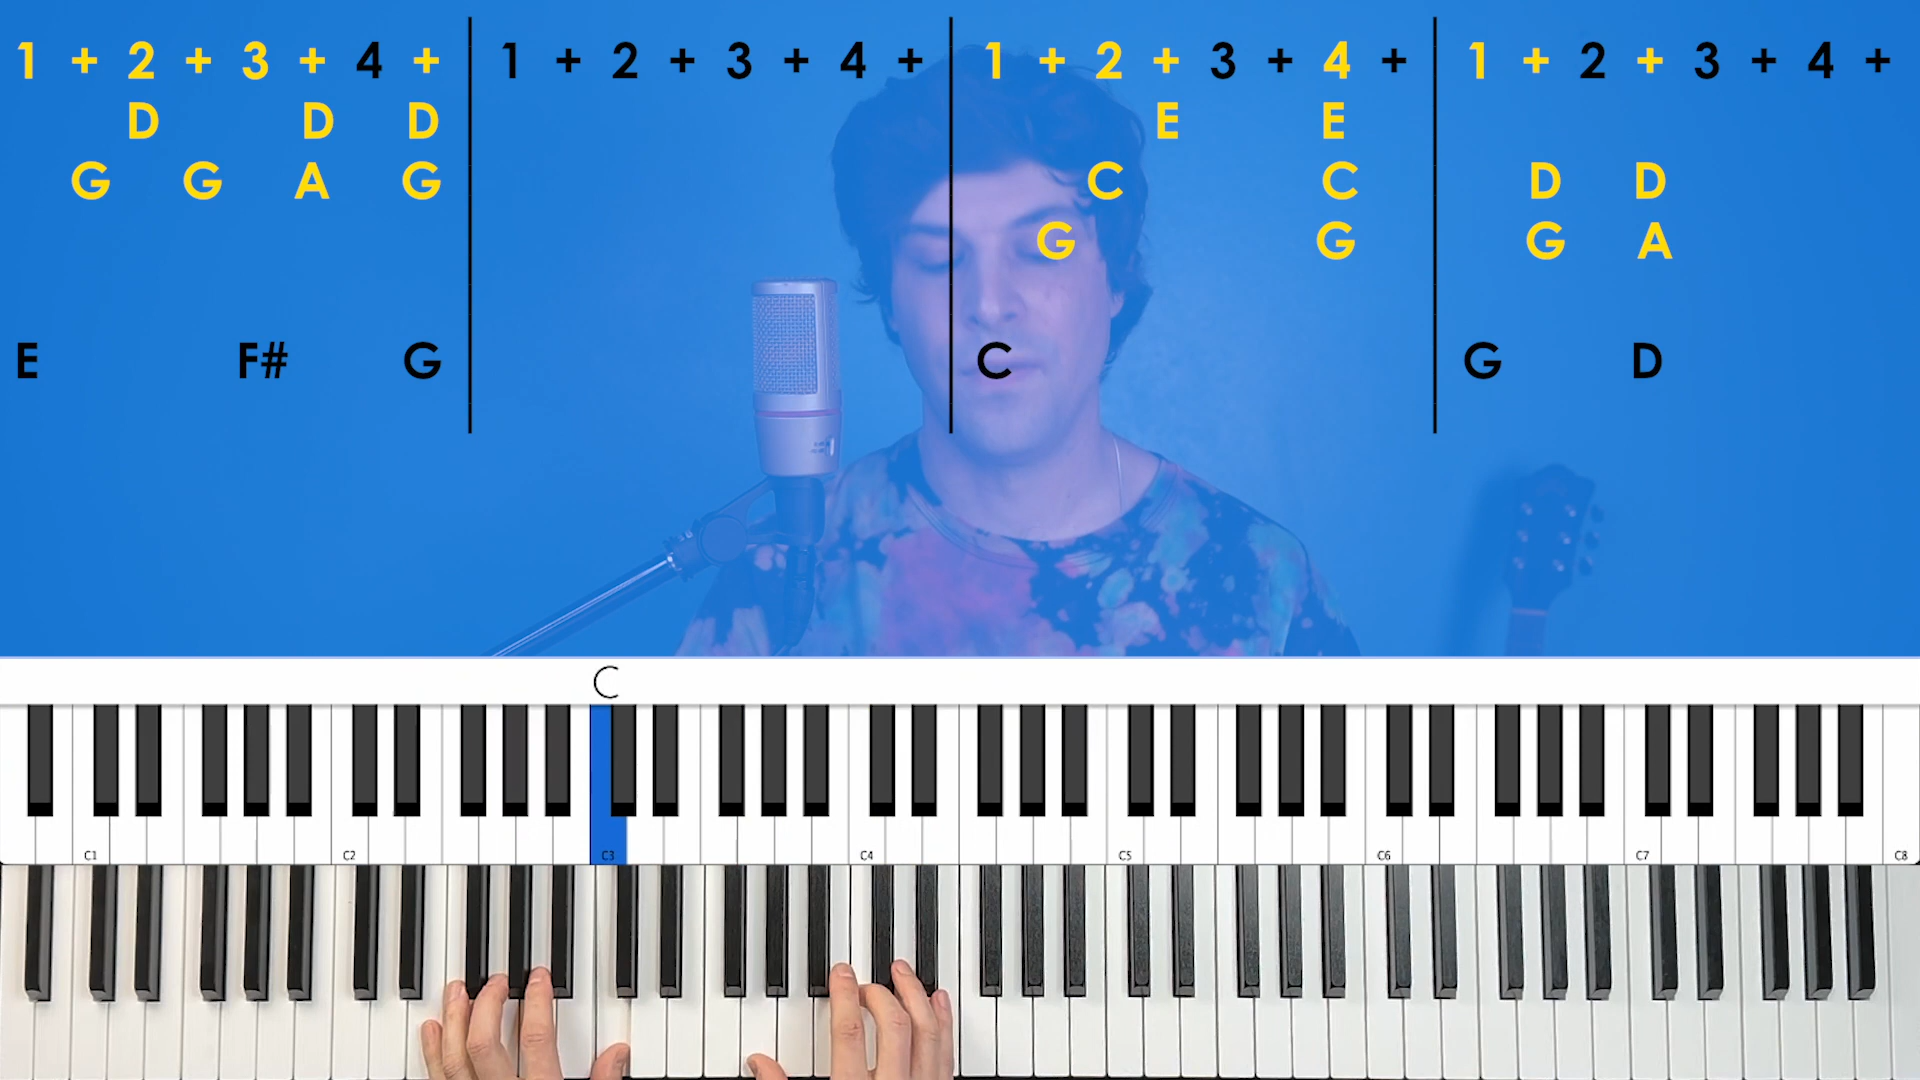 1 + 2 + 3 + 4 + 1 + 2 + 3 + 4 + 1 + 2 + 3 + 4 + 1 + 2 + 3 + 4 +
D D D E E
G G A G C C D D
G G G A
E F# G C G D
C
C1 C2 C3 C4 C5 C6 C7 C8